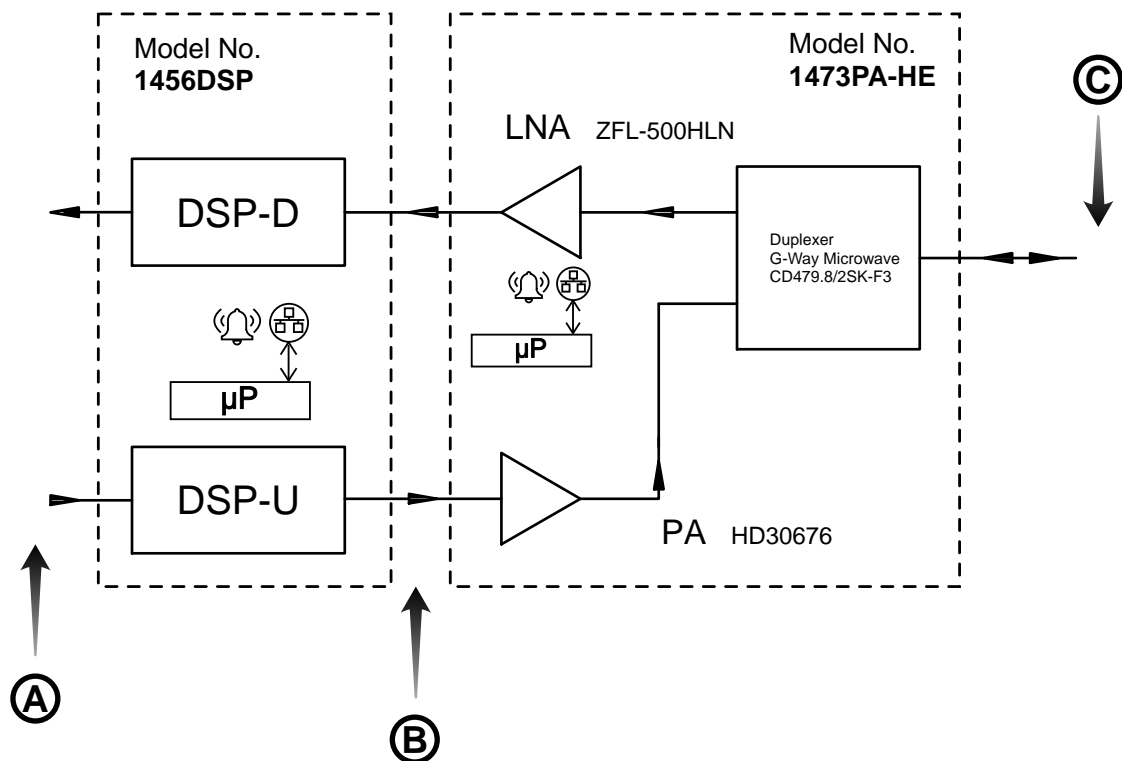 Model No.
1456DSP
Model No.
1473PA-HE
C
LNA ZFL-500HLN
DSP-D
Duplexer
G-Way Microwave
CD479.8/2SK-F3
µP
µP
DSP-U
PA HD30676
A
B